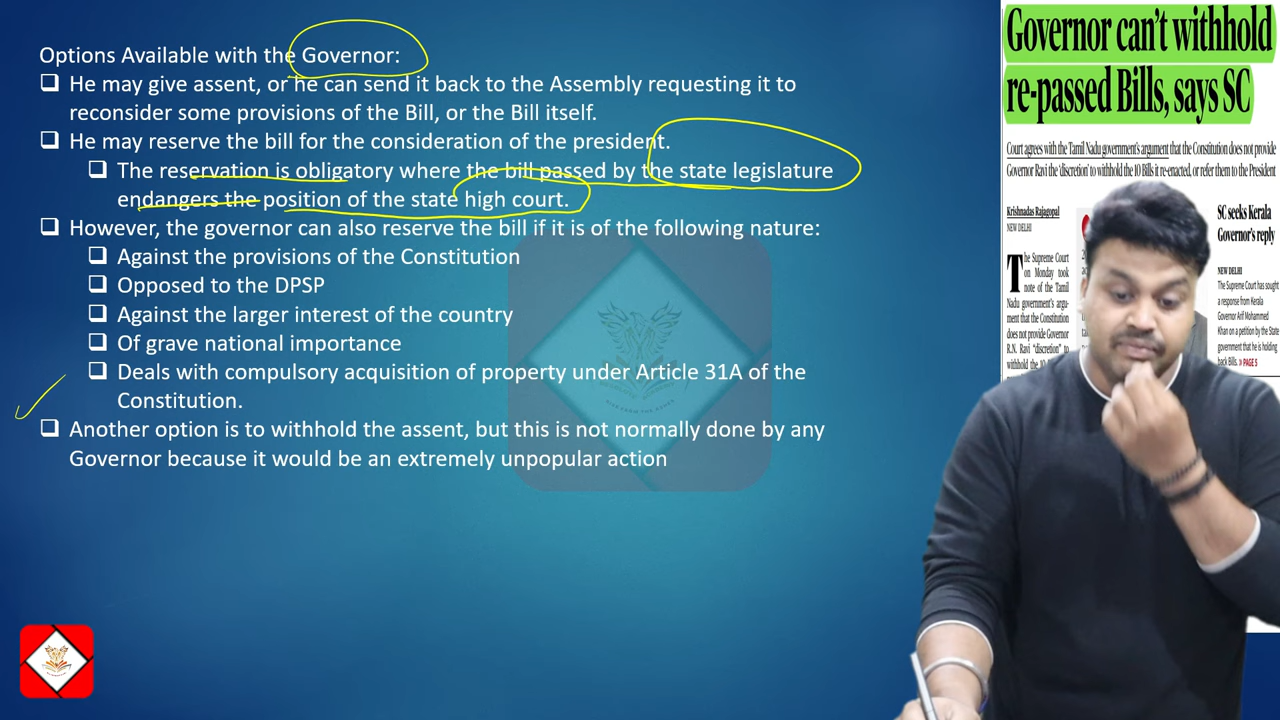 Options Available with the Governor:
❑ He may give assent, or he can send it back to the Assembly requesting it to
reconsider some provisions of the Bill, or the Bill itself.
❑ He may reserve the bill for the consideration of the president.
❑ The reservation is obligatory where the bill passed by the state legislature
endangers the position of the state high court.
❑ However, the governor can also reserve the bill if it is of the following nature:
❑ Against the provisions of the Constitution
❑ Opposed to the DPSP
❑ Against the larger interest of the country
❑ Of grave national importance
❑ Deals with compulsory acquisition of property under Article 31A of the
Constitution.
❑ Another option is to withhold the assent, but this is not normally done by any
Governor because it would be an extremely unpopular action
Governor can't withhold
re-passed Bills, says SC
Court agrees with the Tamil Nadu government's argument that the Constitution does not provide
Governor Ravi the 'discretion' to withhold the 10 Bills it re-enacted, or refer them to the President
Krishnadas Rajagopal
NEW DELHI
The Supreme Court
on Monday took
note of the Tamil
Nadu government's argu-
ment that the Constitution
does not provide Governor
R.N. Ravi "discretion" to
withhold the 10
SC seeks Kerala
Governor's reply
NEW DELHI
The Supreme Court has sought
a response from Kerala
Governor Arif Mohammed
Khan on a petition by the State
government that he is holding
back Bills. » PAGE 5